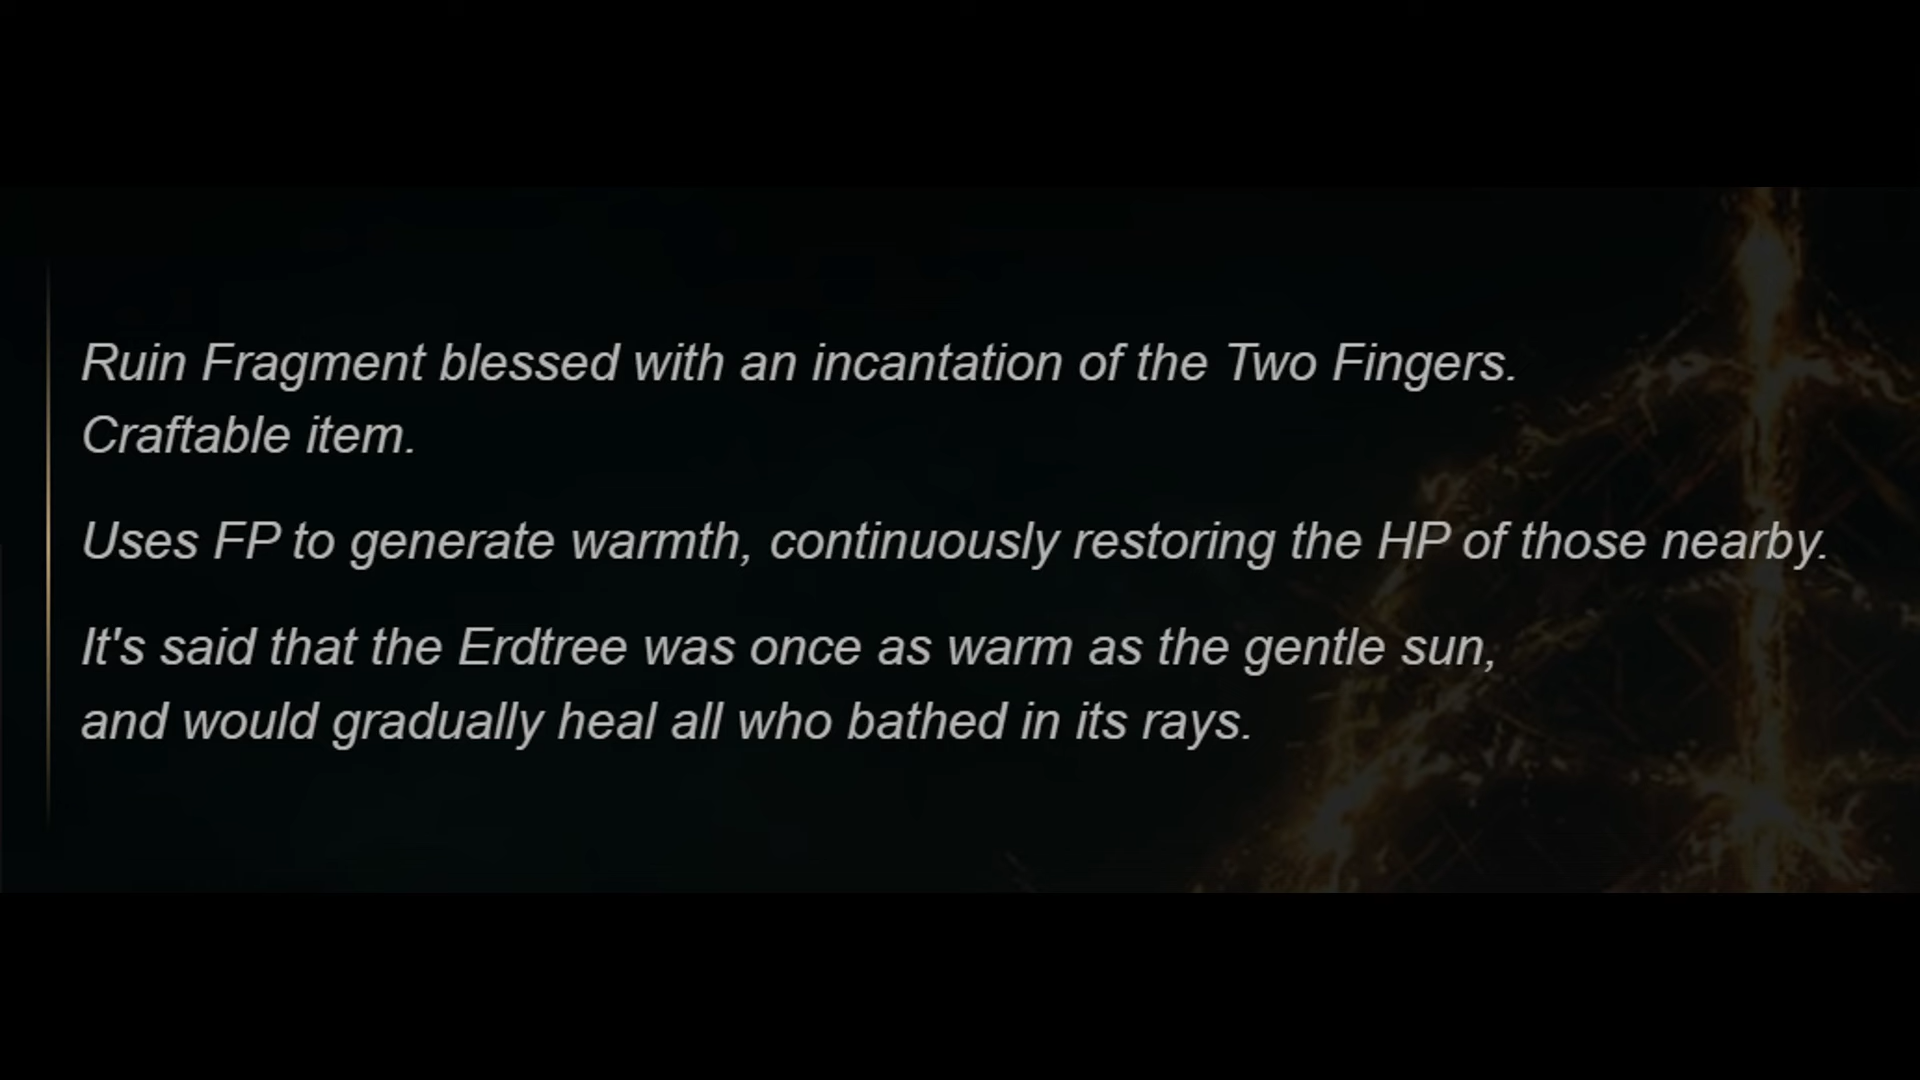 Ruin Fragment blessed with an incantation of the Two Fingers.
Craftable item.
Uses FP to generate warmth, continuously restoring the HP of those nearby.
It's said that the Erdtree was once as warm as the gentle sun,
and would gradually heal all who bathed in its rays.